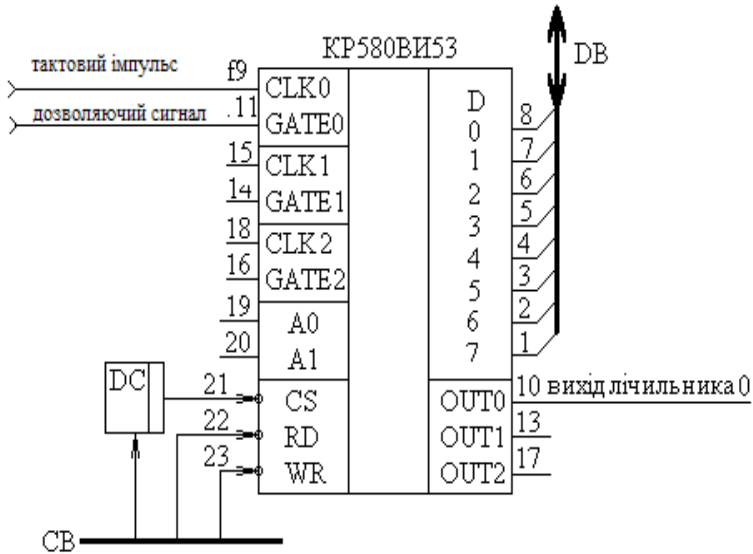 КР580ВИ53
DB
тактовий імпульс
f9
CLK0
дозволяючий сигнал
.11
GATE0
15
CLK1
14
GATE1
18
CLK2
16
GATE2
19
A0
20
A1
DC
21
CS
22
RD
23
WR
CB
D
0
8
1
7
2
6
3
5
4
4
5
3
6
2
7
1
OUT0
10 вихід лічильника 0
OUT1
13
OUT2
17